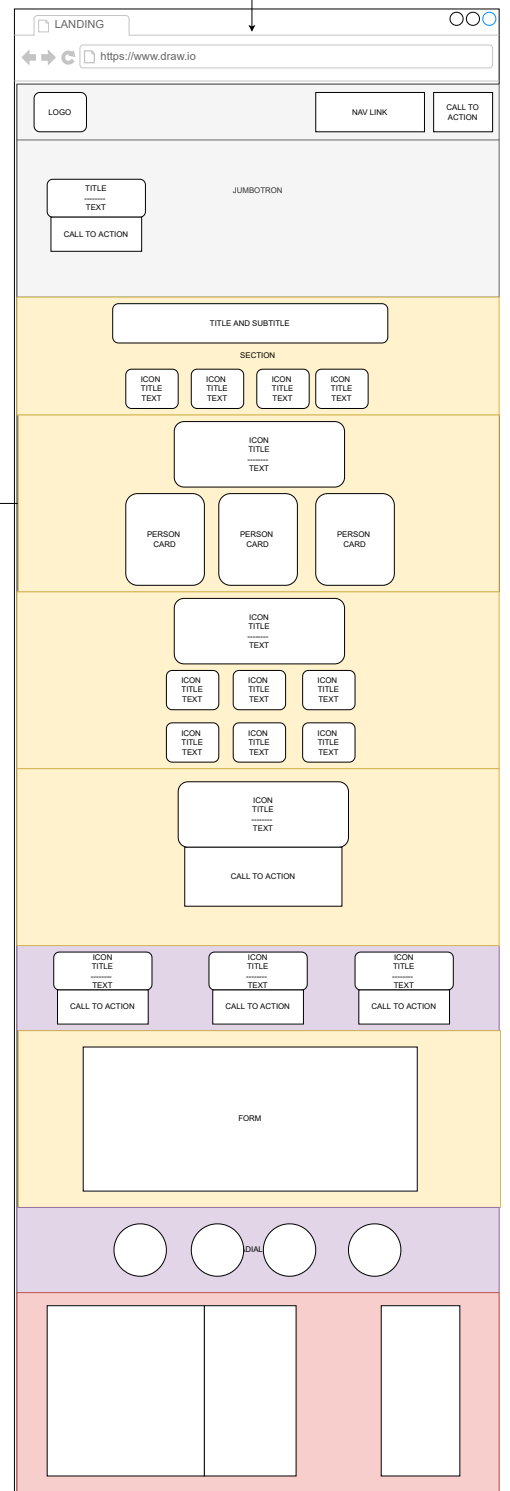 LANDING
https://www.draw.io
LOGO
NAV LINK
CALL TO
ACTION
TITLE
--------
TEXT
CALL TO ACTION
JUMBOTRON
TITLE AND SUBTITLE
SECTION
ICON
TITLE
TEXT
ICON
TITLE
TEXT
ICON
TITLE
TEXT
ICON
TITLE
TEXT
ICON
TITLE
--------
TEXT
PERSON
CARD
PERSON
CARD
PERSON
CARD
ICON
TITLE
--------
TEXT
ICON
TITLE
TEXT
ICON
TITLE
TEXT
ICON
TITLE
TEXT
ICON
TITLE
TEXT
ICON
TITLE
TEXT
ICON
TITLE
TEXT
ICON
TITLE
--------
TEXT
CALL TO ACTION
ICON
TITLE
--------
TEXT
CALL TO ACTION
ICON
TITLE
--------
TEXT
CALL TO ACTION
ICON
TITLE
--------
TEXT
CALL TO ACTION
FORM